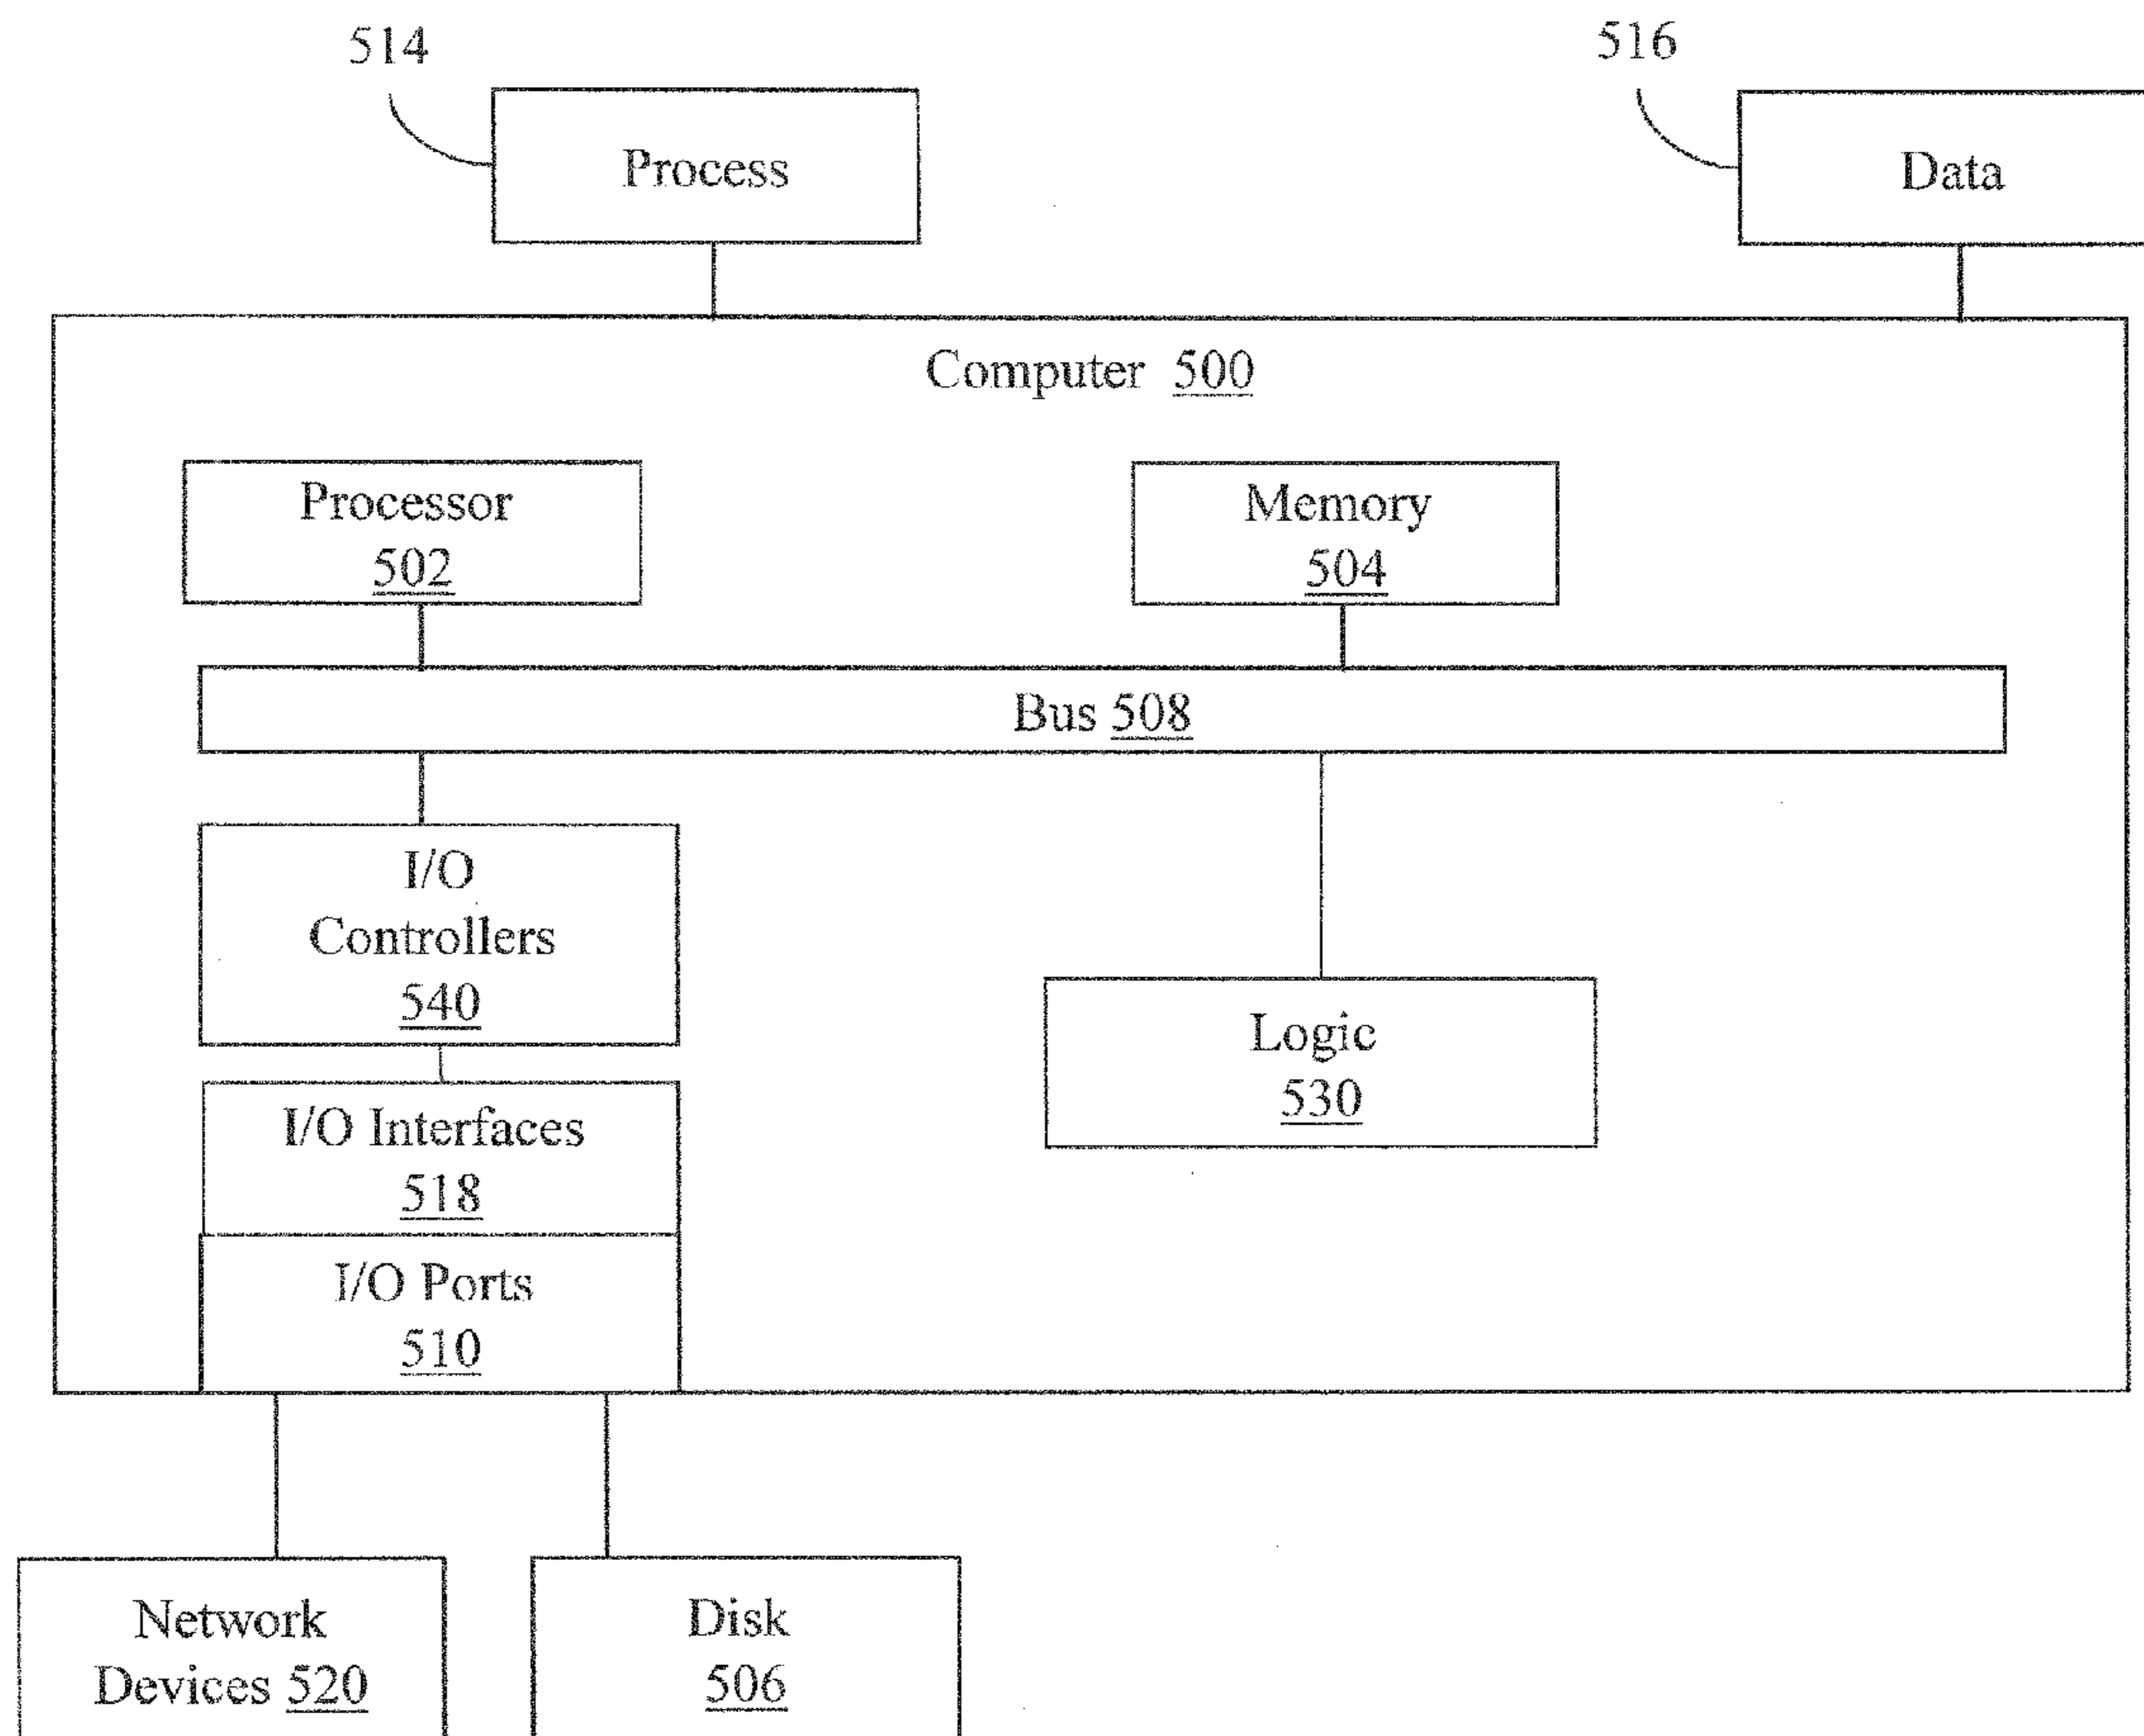 514
516
Process
Data
Computer 500
Processor
502
Memory
504
Bus 508
I/O
Controllers
540
Logic
530
I/O Interfaces
518
I/O Ports
510
Network
Devices 520
Disk
506